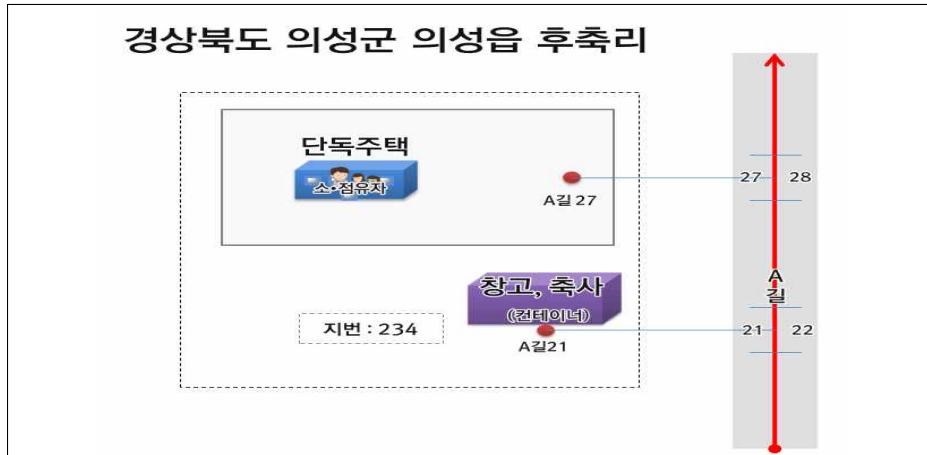 경상북도 의성군 의성읍 후축리
단독주택
소•점유자
A길 27
27
28
창고, 축사
(컨테이너)
A길
지번 : 234
A길21
21
22